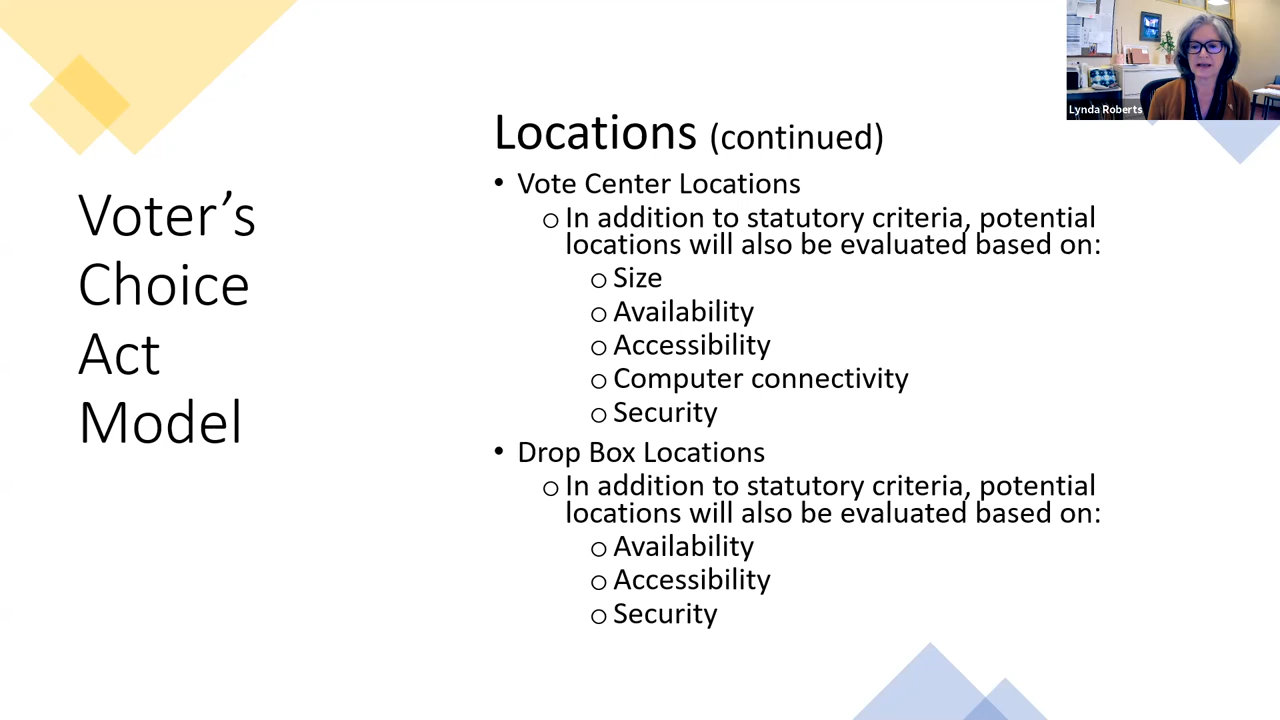 Lynda Roberts
Voter's
Choice
Act
Model
Locations (continued)
• Vote Center Locations
o In addition to statutory criteria, potential
locations will also be evaluated based on:
o Size
o Availability
o Accessibility
o Computer connectivity
o Security
• Drop Box Locations
o In addition to statutory criteria, potential
locations will also be evaluated based on:
o Availability
o Accessibility
o Security